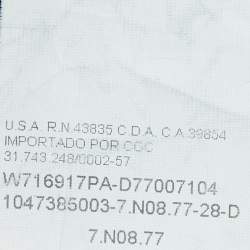 U.S.A. R.N.43835 C.D.A. C.A.39854
IMPORTADO POR CGC
31.743.248/0002-57
W716917PA-D77007104
1047385003-7.N08.77-28-D
7.N08.77